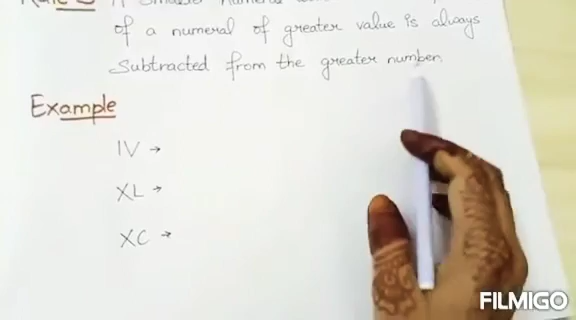 of a numeral of greater value is always
subtracted from the greater number.
Example
IV →
XL →
XC →
FILMIGO